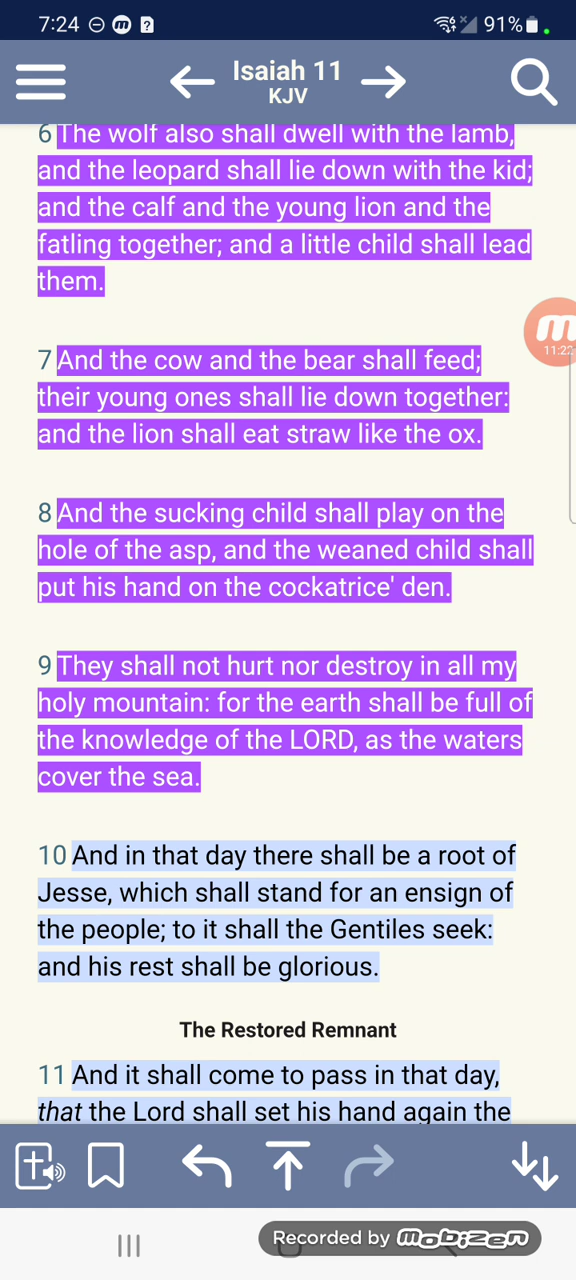 7:24 m ? 6 91%
Isaiah 11
KJV
6 The wolf also shall dwell with the lamb,
and the leopard shall lie down with the kid;
and the calf and the young lion and the
fatling together; and a little child shall lead
them.
m
11:22
7 And the cow and the bear shall feed;
their young ones shall lie down together:
and the lion shall eat straw like the ox.
8 And the sucking child shall play on the
hole of the asp, and the weaned child shall
put his hand on the cockatrice' den.
9 They shall not hurt nor destroy in all my
holy mountain: for the earth shall be full of
the knowledge of the LORD, as the waters
cover the sea.
10 And in that day there shall be a root of
Jesse, which shall stand for an ensign of
the people; to it shall the Gentiles seek:
and his rest shall be glorious.
The Restored Remnant
11 And it shall come to pass in that day,
that the Lord shall set his hand again the
Recorded by mobizen